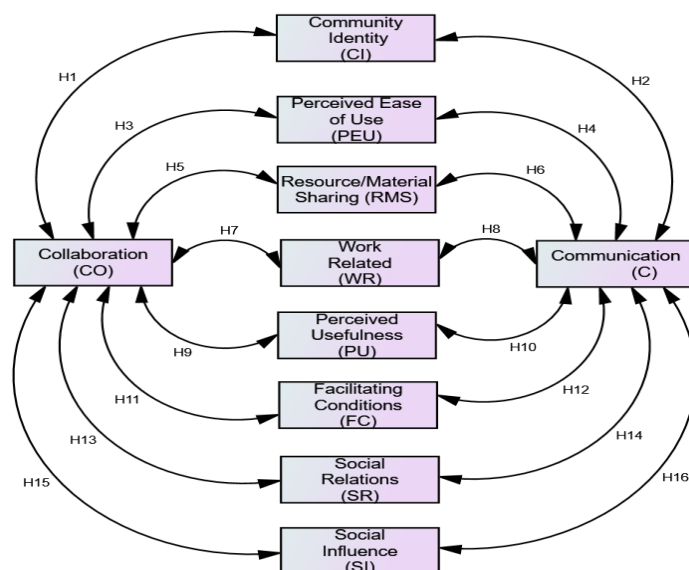 Community
Identity
(CI)
H1
H2
Perceived Ease
of Use
(PEU)
H3
H4
Resource/Material
Sharing (RMS)
H5
H6
Collaboration
(CO)
H7
Work
Related
(WR)
H8
Communication
(C)
Perceived
Usefulness
(PU)
H9
H10
Facilitating
Conditions
(FC)
H11
H12
Social
Relations
(SR)
H13
H14
Social
Influence
(SI)
H15
H16